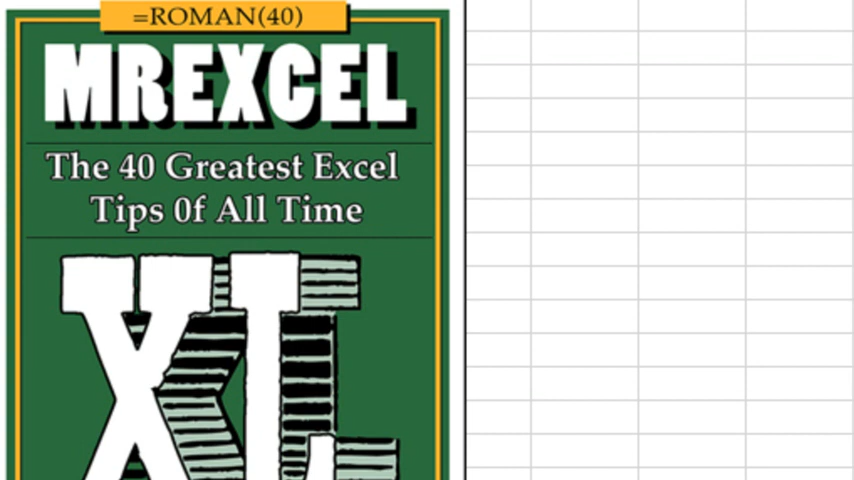 =ROMAN(40)
MREXCEL
The 40 Greatest Excel
Tips 0f All Time
XL